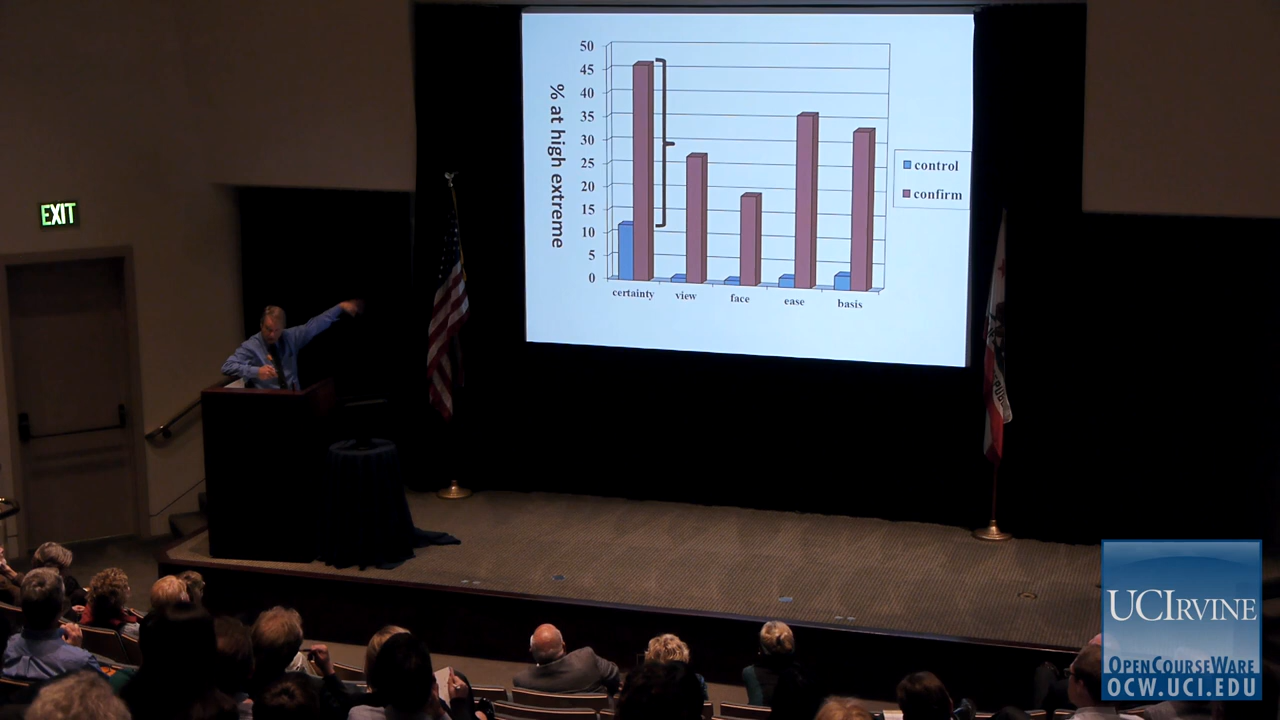 50
45
40
35
30
25
20
15
10
5
0
% at high extreme
certainty view face ease basis
control
confirm
EXIT
UCIRVINE
OPENCOURSEWARE
OCW.UCI.EDU